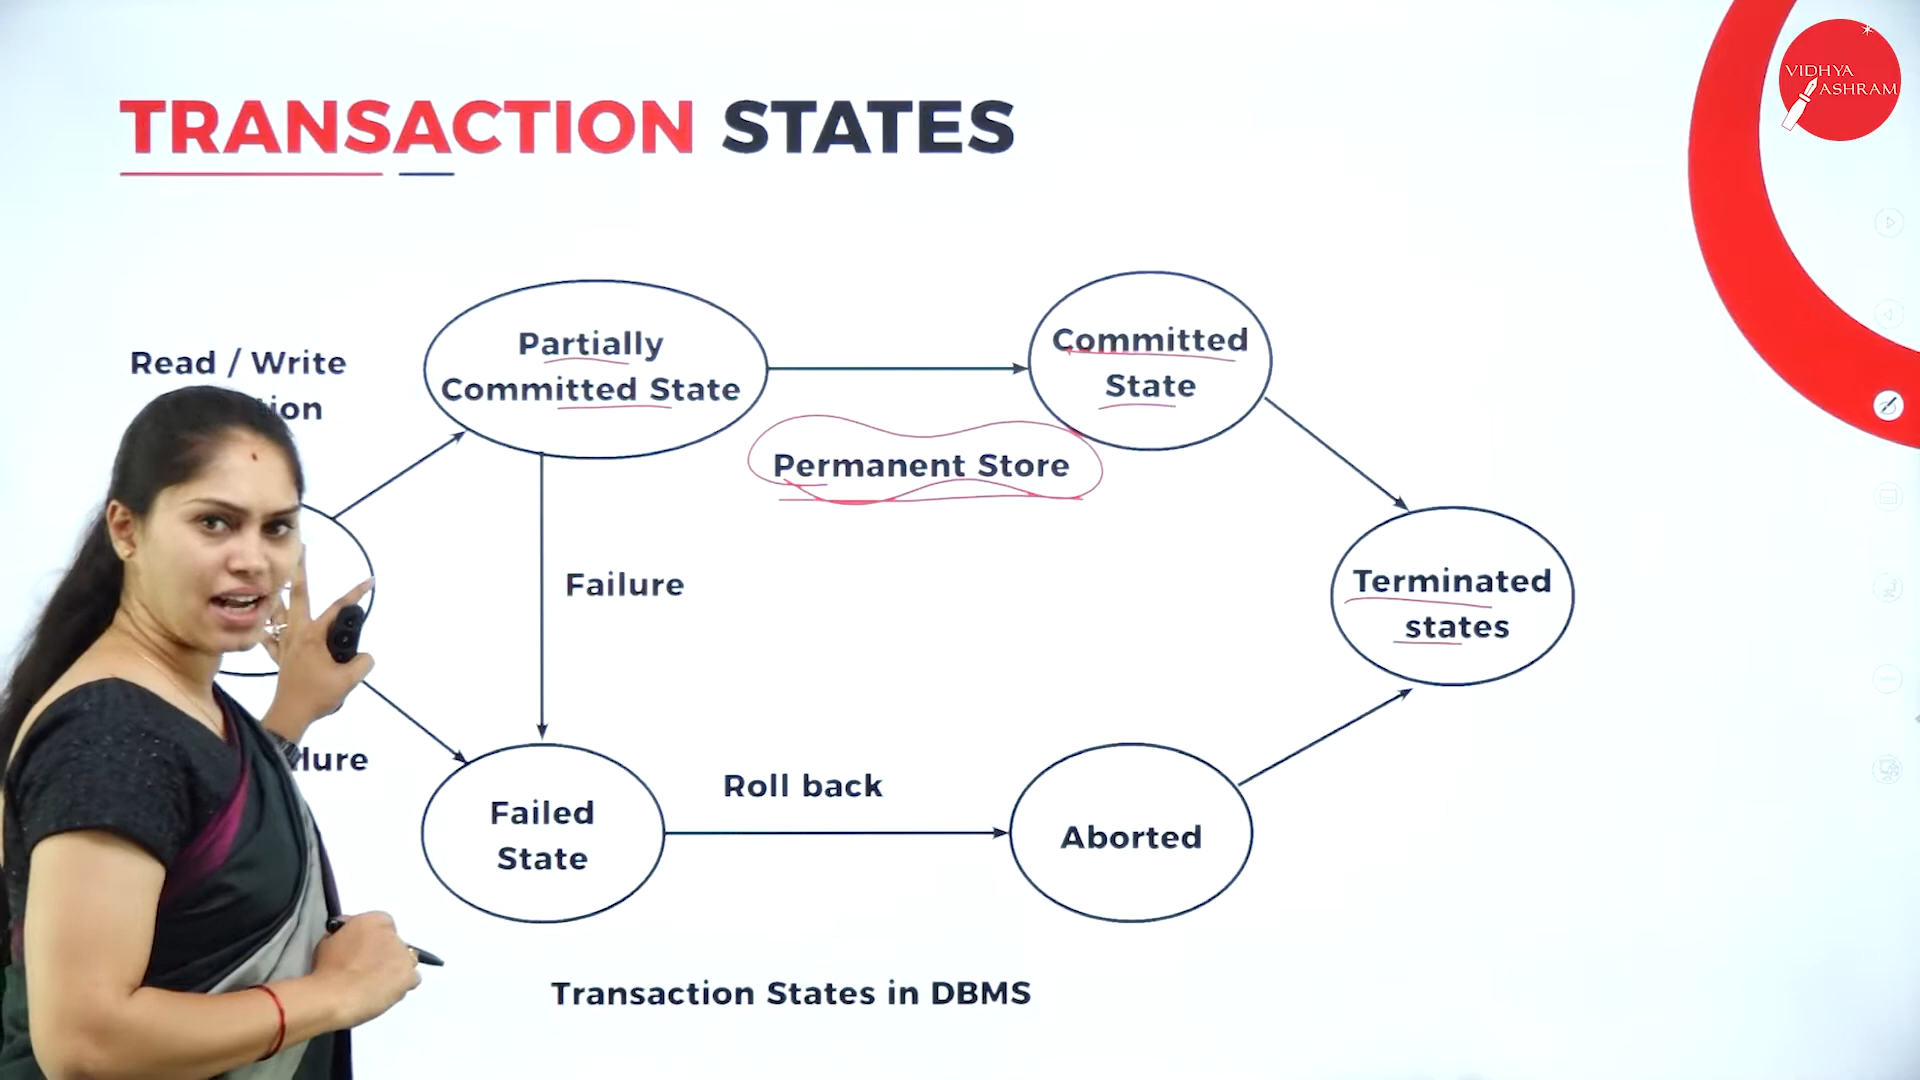 VIDHYA
ASHRAM
TRANSACTION STATES
Read / Write
Partially
Committed State
Committed
State
Permanent Store
Failure
Terminated
states
Roll back
Failed
State
Aborted
Transaction States in DBMS